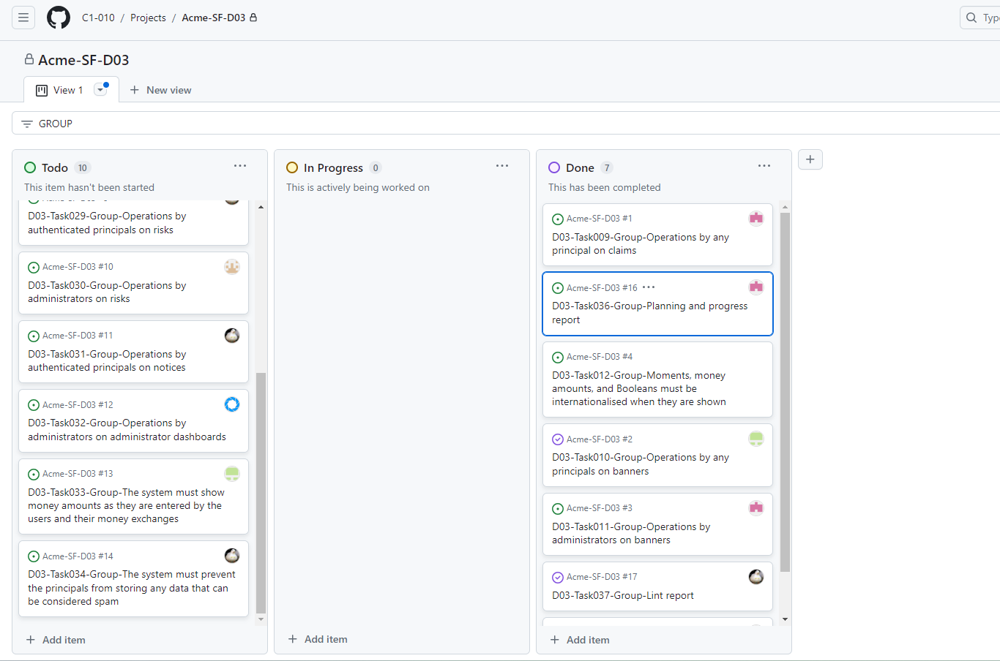 C1-010 / Projects / Acme-SF-D03
Acme-SF-D03
View 1
New view
GROUP
Todo 10
This item hasn't been started
D03-Task029-Group-Operations by
authenticated principals on risks
Acme-SF-D03 #10
D03-Task030-Group-Operations by
administrators on risks
Acme-SF-D03 #11
D03-Task031-Group-Operations by
authenticated principals on notices
Acme-SF-D03 #12
D03-Task032-Group-Operations by
administrators on administrator dashboards
Acme-SF-D03 #13
D03-Task033-Group-The system must show
money amounts as they are entered by the
users and their money exchanges
Acme-SF-D03 #14
D03-Task034-Group-The system must prevent
the principals from storing any data that can
be considered spam
+ Add item
In Progress 0
This is actively being worked on
+ Add item
Done 7
This has been completed
Acme-SF-D03 #1
D03-Task009-Group-Operations by any
principal on claims
Acme-SF-D03 #16 ...
D03-Task036-Group-Planning and progress
report
Acme-SF-D03 #4
D03-Task012-Group-Moments, money
amounts, and Booleans must be
internationalised when they are shown
Acme-SF-D03 #2
D03-Task010-Group-Operations by any
principals on banners
Acme-SF-D03 #3
D03-Task011-Group-Operations by
administrators on banners
Acme-SF-D03 #17
D03-Task037-Group-Lint report
+ Add item